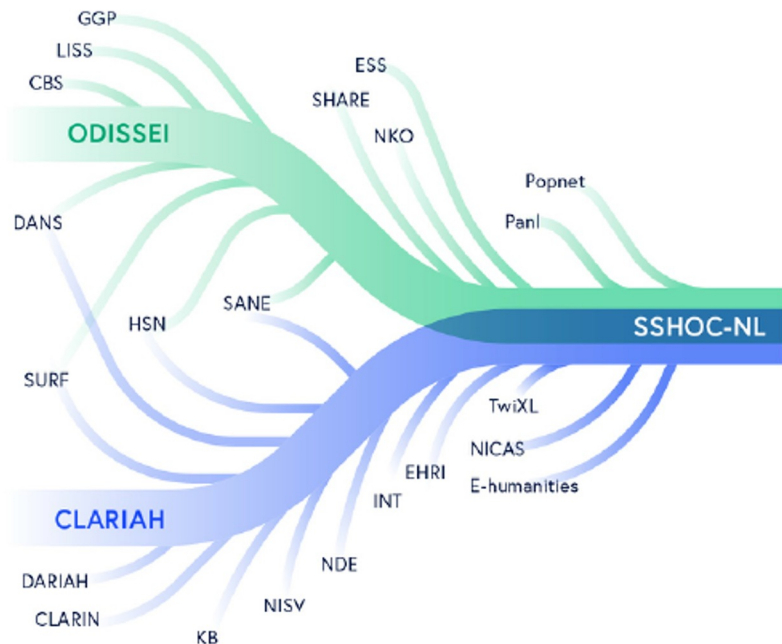 GGP
LISS
CBS
ODISSEI
ESS
SHARE
NKO
Popnet
Panl
DANS
SANE
HSN
SSHOC-NL
SURF
TwiXL
NICAS
E-humanities
EHRI
INT
CLARIAH
NDE
DARIAH
NISV
CLARIN
KB